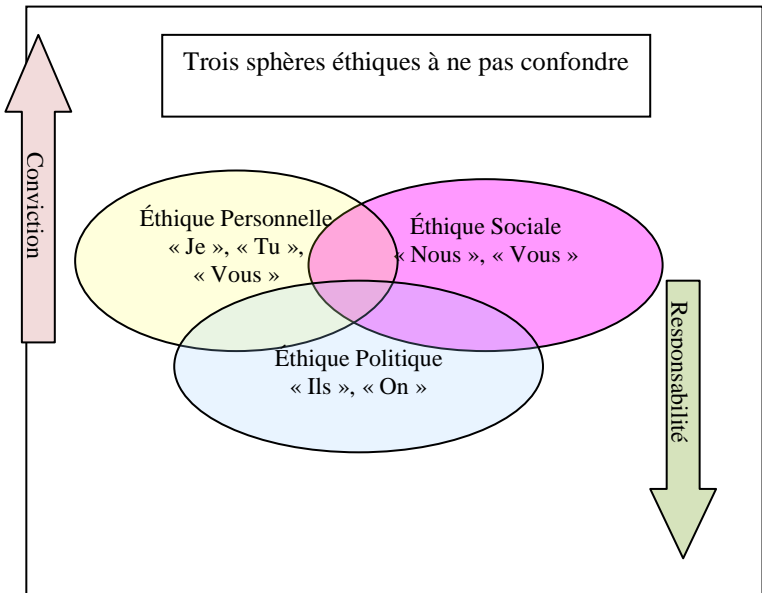 Trois sphères éthiques à ne pas confondre
Conviction
Éthique Personnelle
« Je », « Tu »,
« Vous »
Éthique Sociale
« Nous », « Vous »
Éthique Politique
« Ils », « On »
Responsabilité